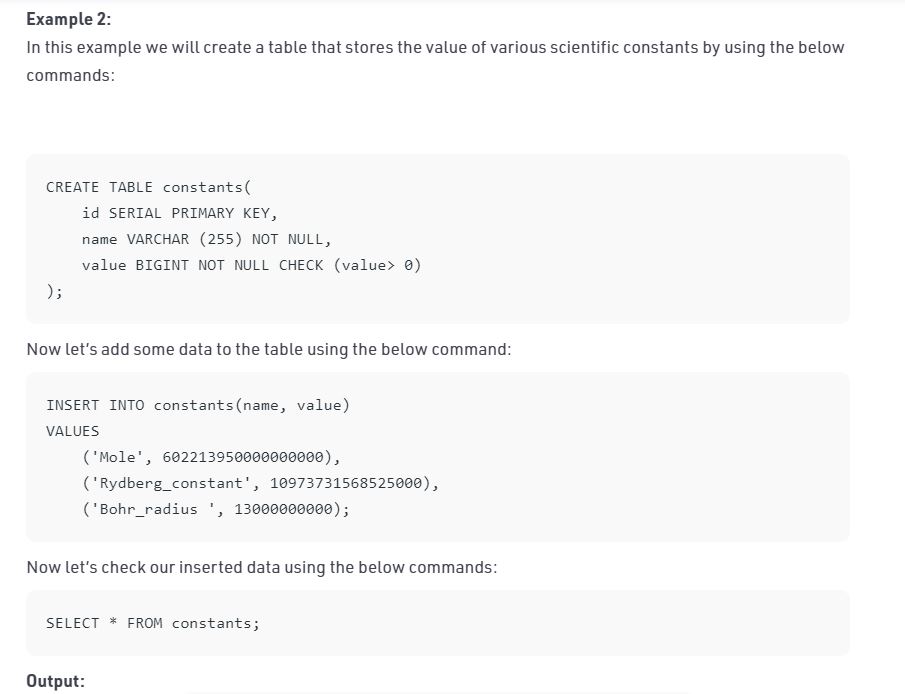 Example 2:
In this example we will create a table that stores the value of various scientific constants by using the below
commands:
CREATE TABLE constants(
    id SERIAL PRIMARY KEY,
    name VARCHAR (255) NOT NULL,
    value BIGINT NOT NULL CHECK (value> 0)
);
Now let's add some data to the table using the below command:
INSERT INTO constants(name, value)
VALUES
    ('Mole', 602213950000000000),
    ('Rydberg_constant', 10973731568525000),
    ('Bohr_radius ', 13000000000);
Now let's check our inserted data using the below commands:
SELECT * FROM constants;
Output: